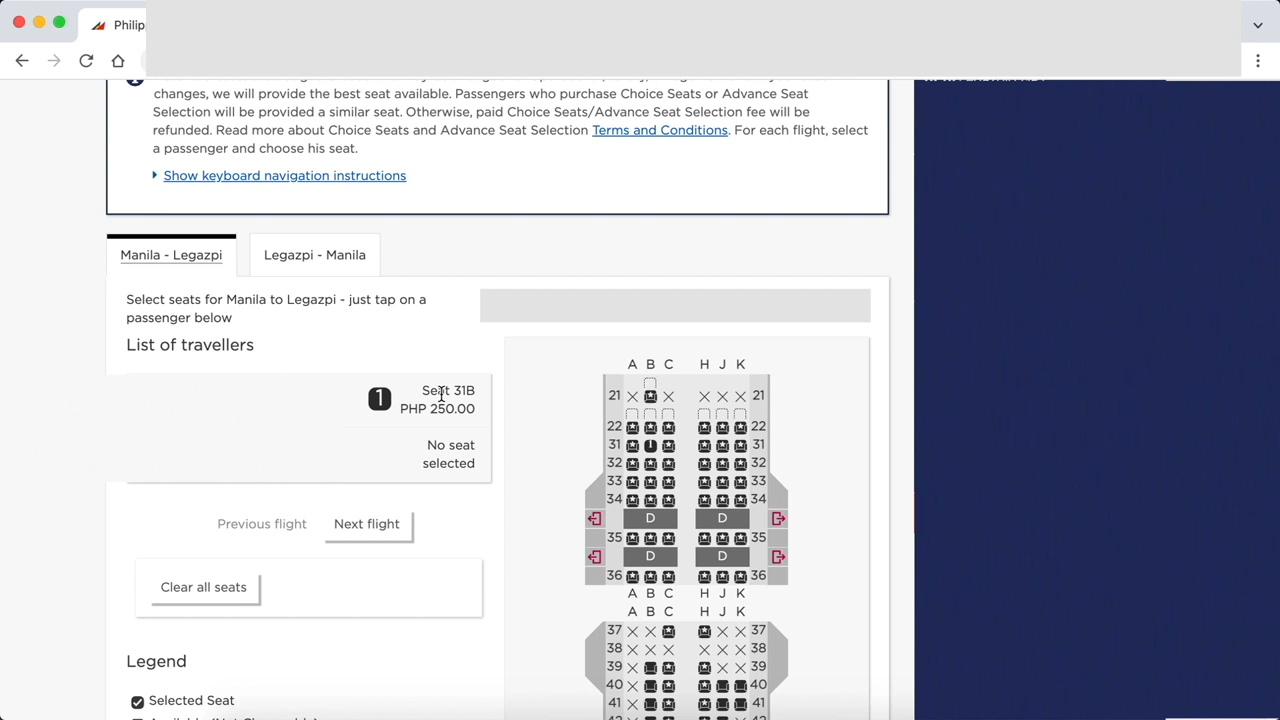 Philip
changes, we will provide the best seat available. Passengers who purchase Choice Seats or Advance Seat
Selection will be provided a similar seat. Otherwise, paid Choice Seats/Advance Seat Selection fee will be
refunded. Read more about Choice Seats and Advance Seat Selection Terms and Conditions. For each flight, select
a passenger and choose his seat.
Show keyboard navigation instructions
Manila - Legazpi
Legazpi - Manila
Select seats for Manila to Legazpi - just tap on a
passenger below
List of travellers
1
Seat 31B
PHP 250.00
No seat
selected
Previous flight
Next flight
Clear all seats
Legend
Selected Seat
A B C H J K
21 21
22 22
31 1 31
32 32
33 33
34 34
D D
35 35
D D
36 36
A B C H J K
A B C H J K
37 37
38 38
39 39
40 40
41 41